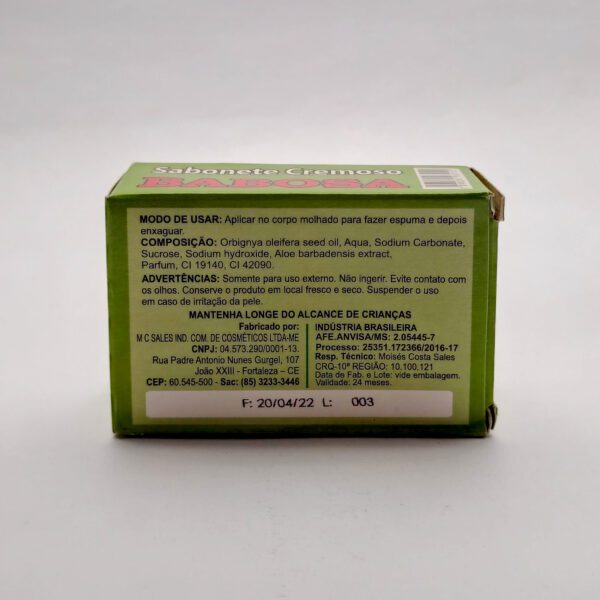 Sabonete Cremoso
BABOSA
MODO DE USAR: Aplicar no corpo molhado para fazer espuma e depois
enxaguar.
COMPOSIÇÃO: Orbignya oleifera seed oil, Aqua, Sodium Carbonate,
Sucrose, Sodium hydroxide, Aloe barbadensis extract,
Parfum, CI 19140, CI 42090.
ADVERTÊNCIAS: Somente para uso externo. Não ingerir. Evite contato com
os olhos. Conserve o produto em local fresco e seco. Suspender o uso
em caso de irritação da pele.
MANTENHA LONGE DO ALCANCE DE CRIANÇAS
Fabricado por:
M C SALES IND. COM. DE COSMÉTICOS LTDA-ME
CNPJ: 04.573.290/0001-13.
Rua Padre Antonio Nunes Gurgel, 107
João XXIII - Fortaleza – CE
CEP: 60.545-500 - Sac: (85) 3233-3446
INDÚSTRIA BRASILEIRA
AFE.ANVISA/MS: 2.05445-7
Processo: 25351.172366/2016-17
Resp. Técnico: Moisés Costa Sales
CRQ-10ª REGIÃO: 10.100.121
Data de Fab. e Lote: vide embalagem.
Validade: 24 meses.
F: 20/04/22 L: 003